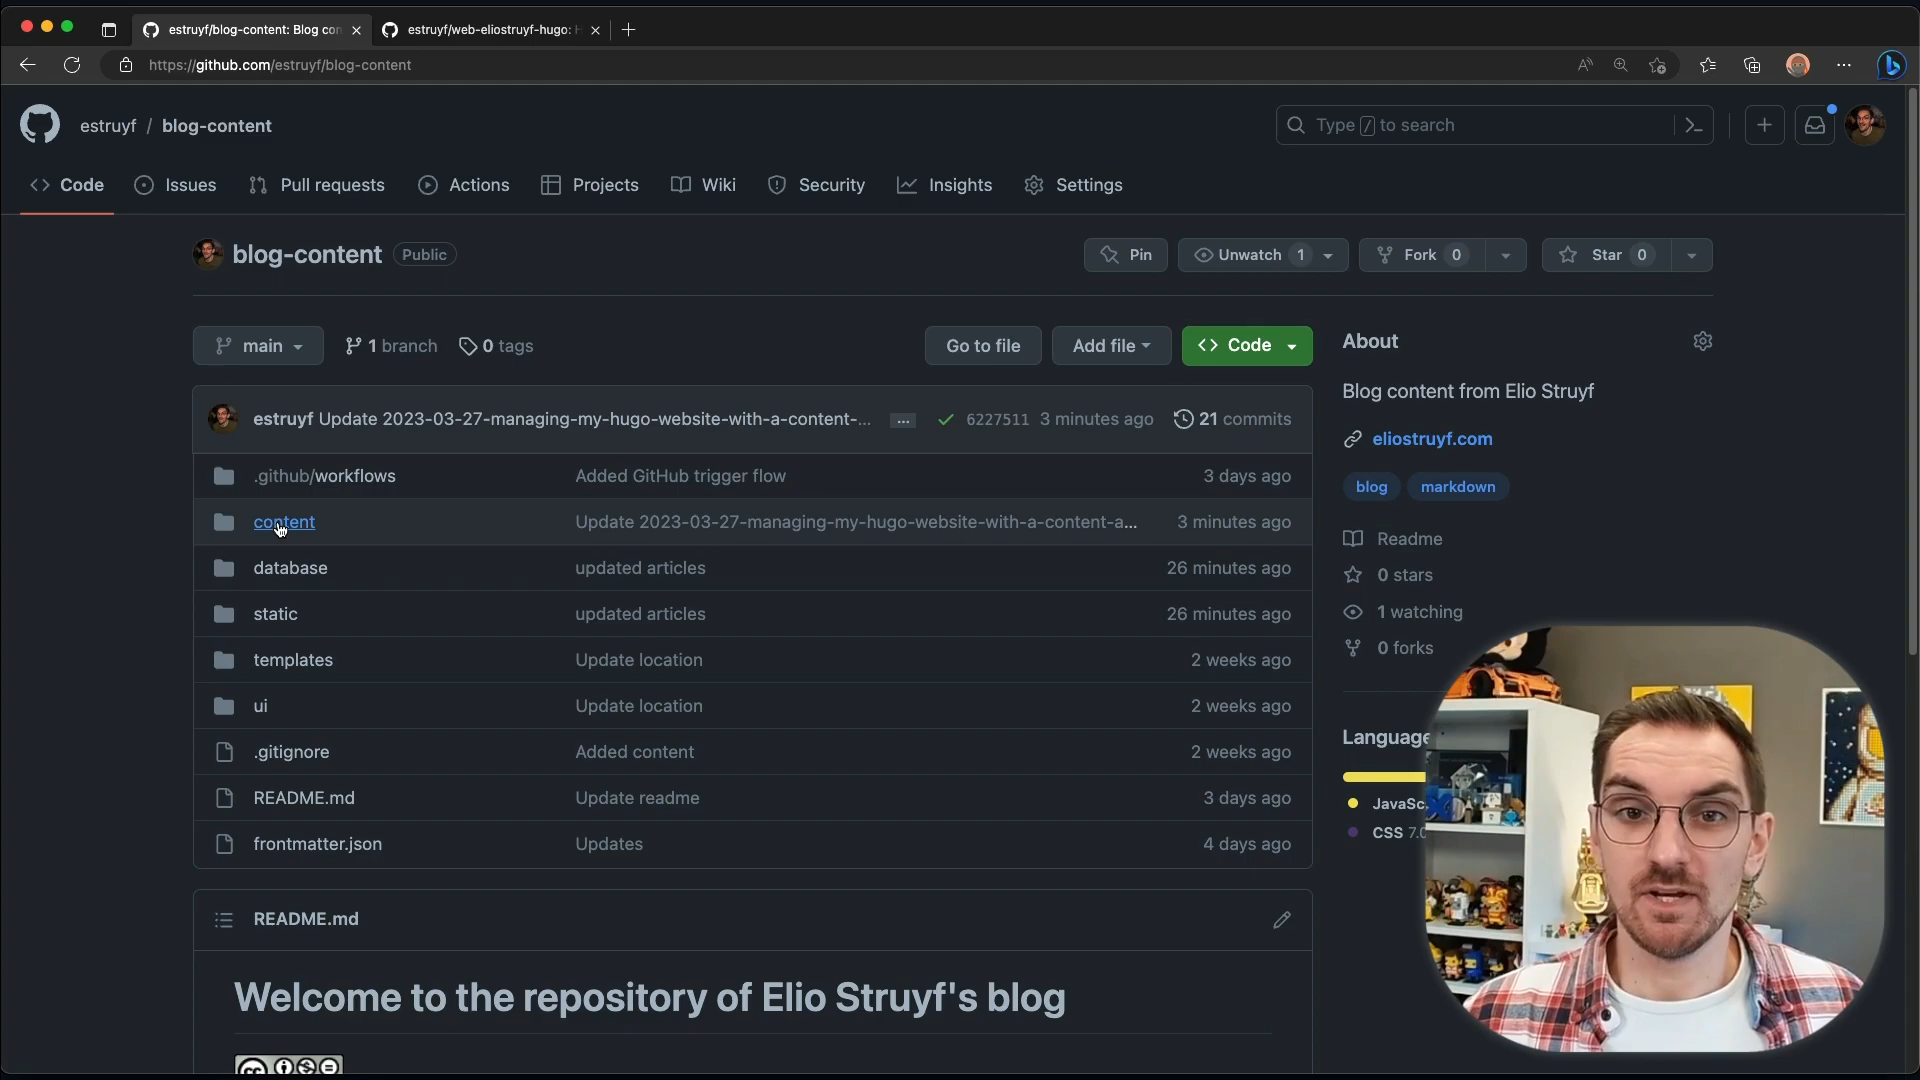 estruyf/blog-content: Blog con
estruyf/web-eliostruyf-hugo: H
https://github.com/estruyf/blog-content
estruyf / blog-content
Type / to search
Code
Issues
Pull requests
Actions
Projects
Wiki
Security
Insights
Settings
blog-content Public
Pin
Unwatch 1
Fork 0
Star 0
main
1 branch
0 tags
Go to file
Add file
Code
About
Blog content from Elio Struyf
eliostruyf.com
blog markdown
Readme
0 stars
1 watching
0 forks
Language
JavaSc
CSS 7.0
estruyf Update 2023-03-27-managing-my-hugo-website-with-a-content-... ... 6227511 3 minutes ago 21 commits
.github/workflows Added GitHub trigger flow 3 days ago
content Update 2023-03-27-managing-my-hugo-website-with-a-content-a... 3 minutes ago
database updated articles 26 minutes ago
static updated articles 26 minutes ago
templates Update location 2 weeks ago
ui Update location 2 weeks ago
.gitignore Added content 2 weeks ago
README.md Update readme 3 days ago
frontmatter.json Updates 4 days ago
README.md
Welcome to the repository of Elio Struyf's blog